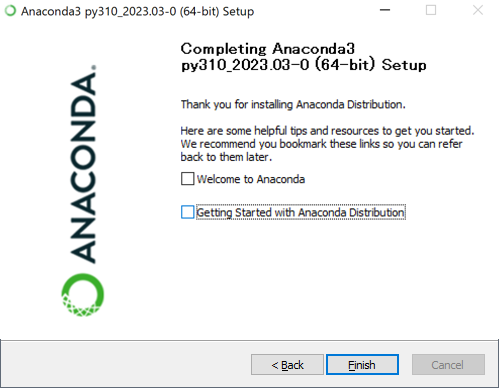 Anaconda3 py310_2023.03-0 (64-bit) Setup
Completing Anaconda3
py310_2023.03-0 (64-bit) Setup
Thank you for installing Anaconda Distribution.
Here are some helpful tips and resources to get you started.
We recommend you bookmark these links so you can refer
back to them later.
Welcome to Anaconda
Getting Started with Anaconda Distribution
ANACONDA.
< Back
Finish
Cancel